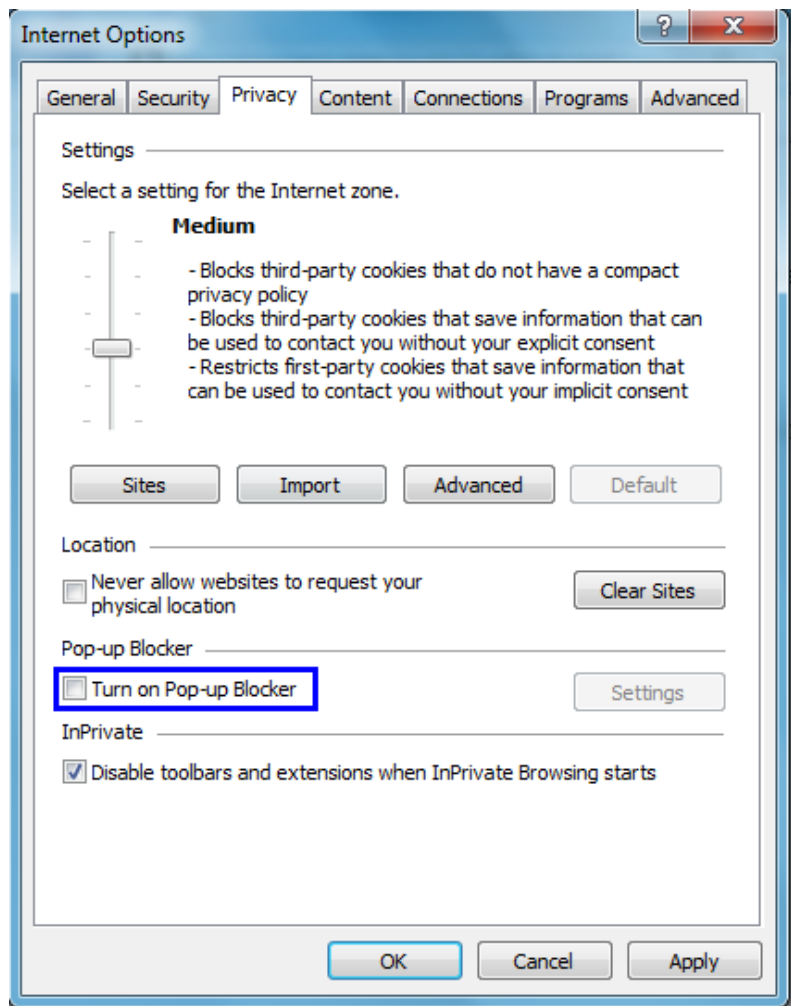 Internet Options
?
X
General Security Privacy Content Connections Programs Advanced
Settings
Select a setting for the Internet zone.
Medium
- Blocks third-party cookies that do not have a compact
privacy policy
- Blocks third-party cookies that save information that can
be used to contact you without your explicit consent
- Restricts first-party cookies that save information that
can be used to contact you without your implicit consent
Sites Import Advanced Default
Location
Never allow websites to request your
physical location
Clear Sites
Pop-up Blocker
Turn on Pop-up Blocker
Settings
InPrivate
Disable toolbars and extensions when InPrivate Browsing starts
OK Cancel Apply